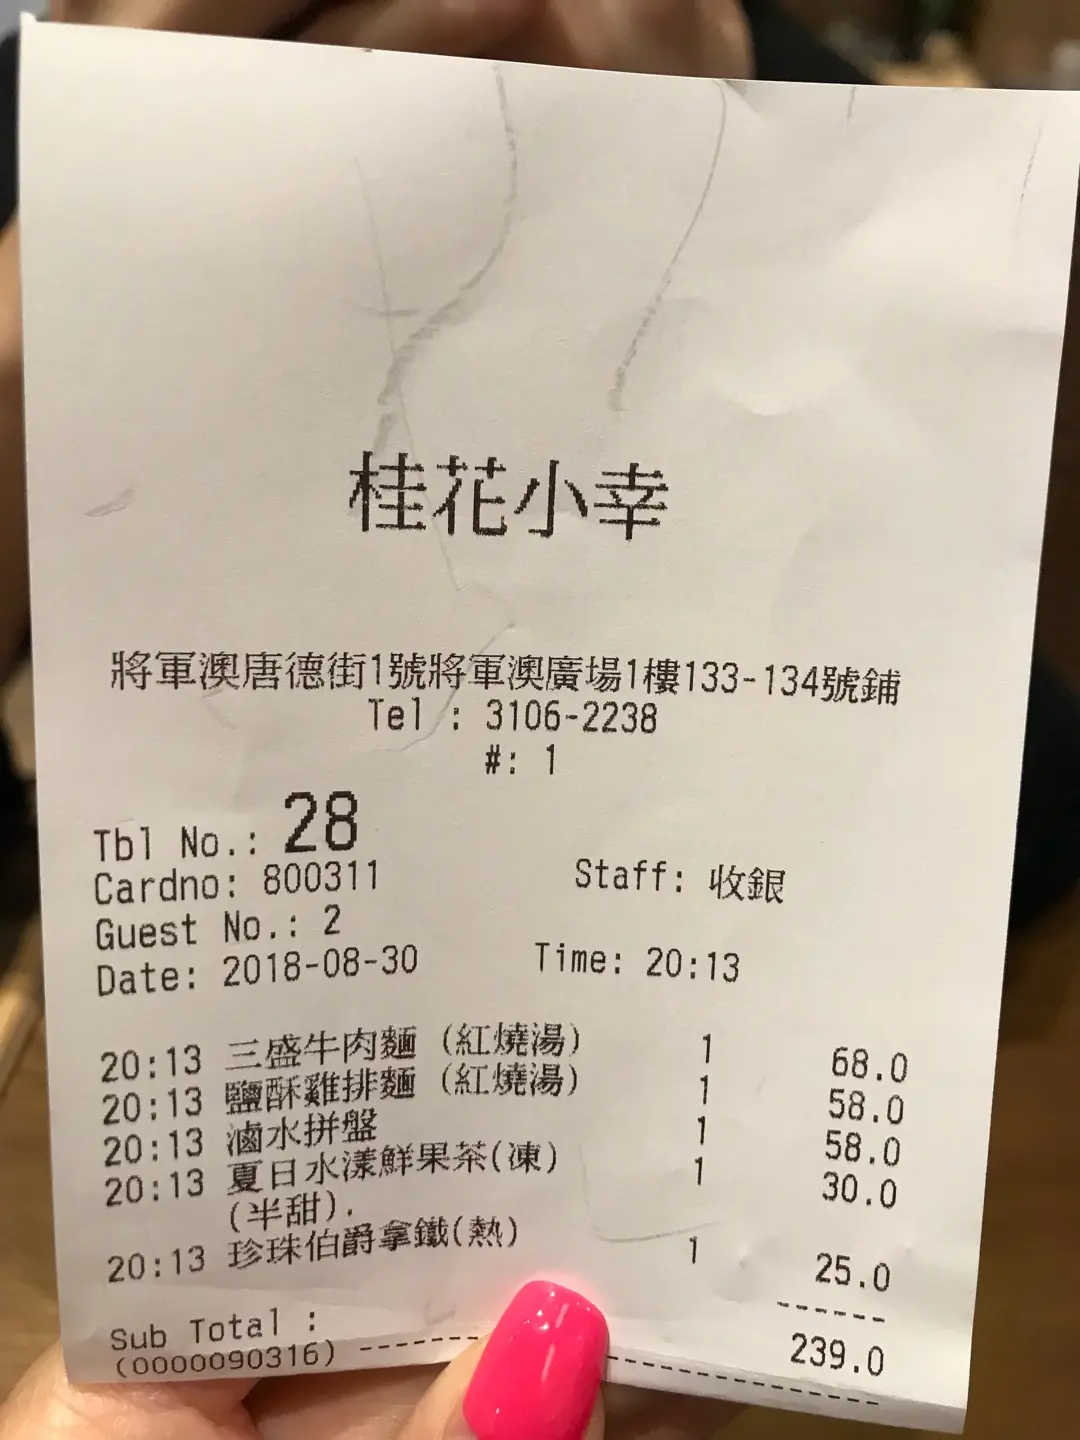 桂花小幸
將軍澳唐德街1號將軍澳廣場1樓133-134號鋪
Tel : 3106-2238
#: 1
Tbl No.: 28
Cardno: 800311 Staff: 收銀
Guest No.: 2
Date: 2018-08-30 Time: 20:13
20:13 三盛牛肉麵 (紅燒湯) 1 68.0
20:13 鹽酥雞排麵 (紅燒湯) 1 58.0
20:13 滷水拼盤 1 58.0
20:13 夏日水漾鮮果茶(凍) 1 30.0
(半甜).
20:13 珍珠伯爵拿鐵(熱) 1 25.0
Sub Total : 239.0
(0000090316)